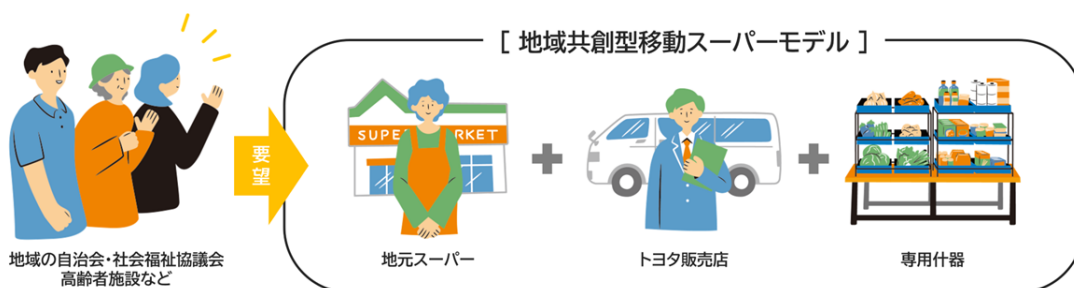 [ 地域共創型移動スーパーモデル ]
要望
SUPERMARKET
地域の自治会・社会福祉協議会
高齢者施設など
地元スーパー
トヨタ販売店
専用什器